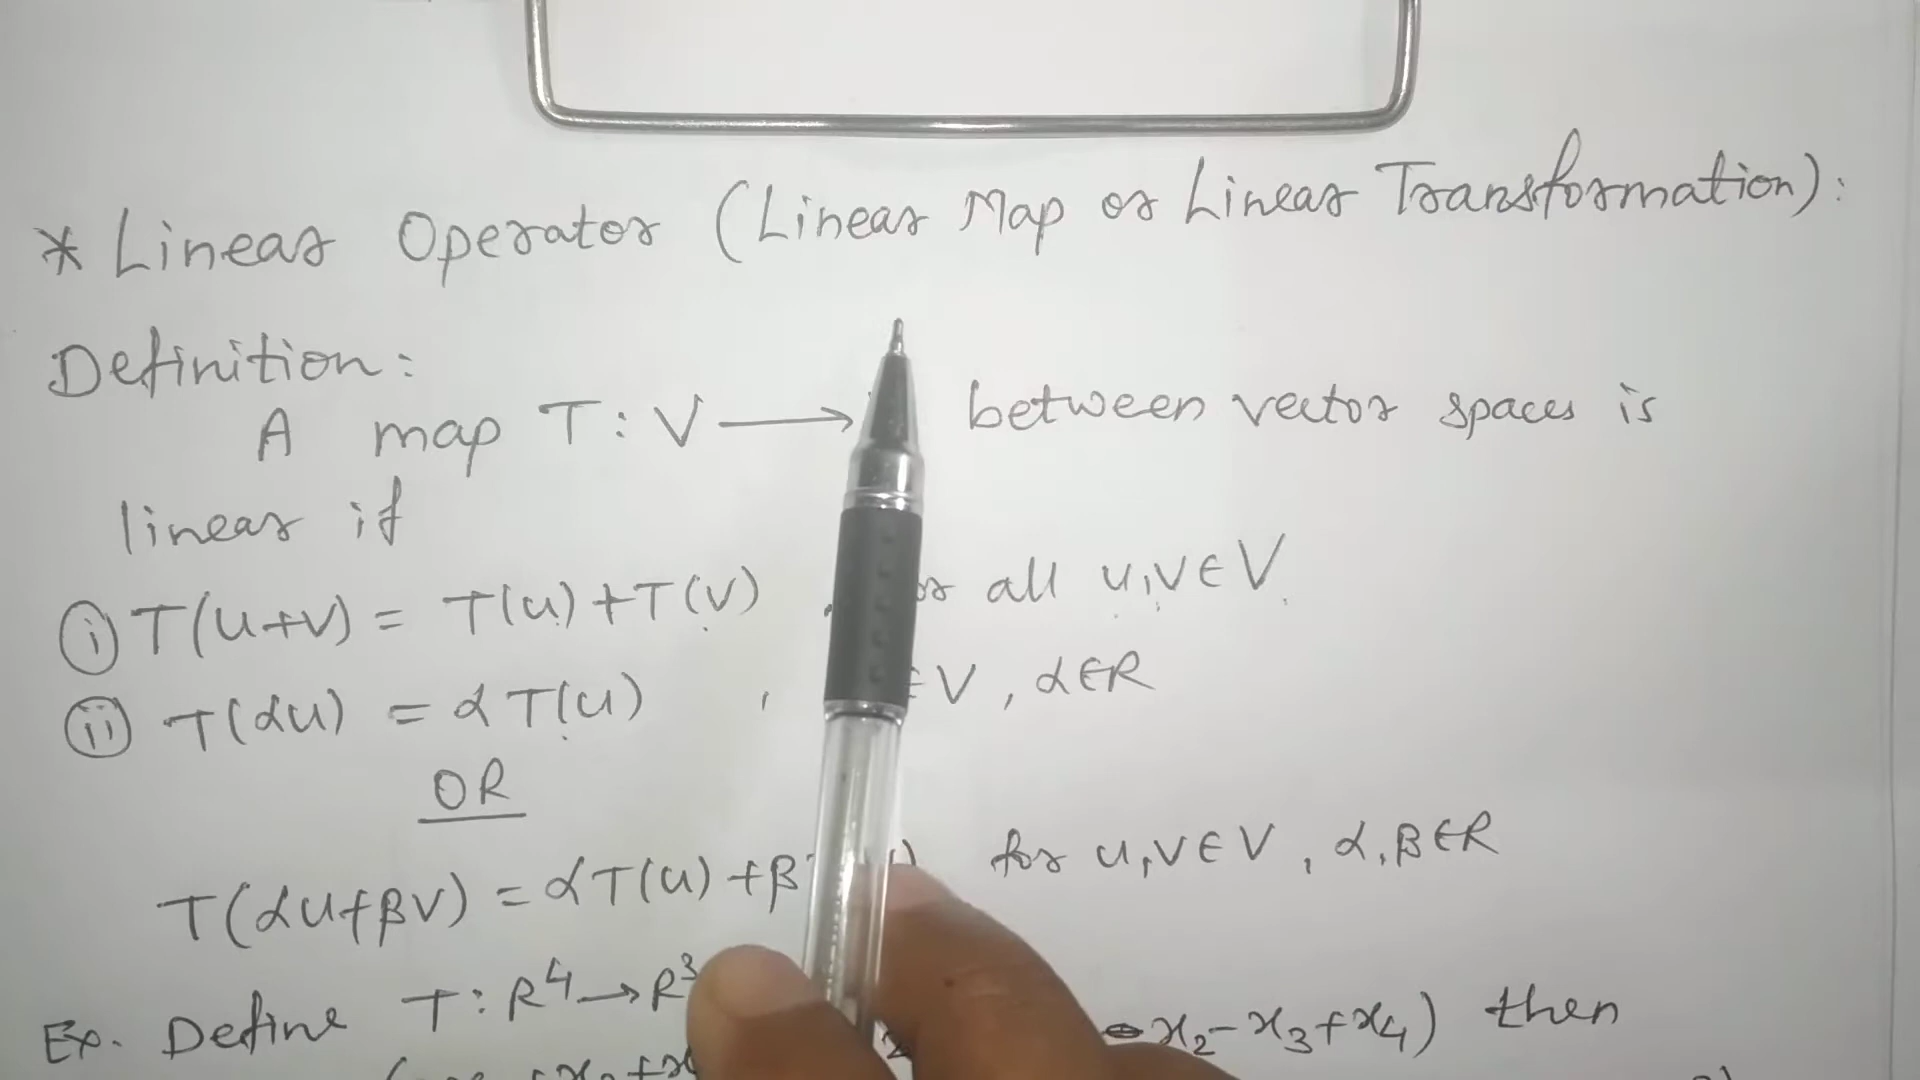 * Linear Operator (Linear Map or Linear Transformation):
Definition:
A map T: V → between vector spaces is
linear if
(i) T(u+v) = T(u)+T(v) , all u,v∈V.
(ii) T(αu) = αT(u) , ∈V, α∈R
OR
T(αu+βv) = αT(u)+β for u,v∈V, α,β∈R
Ex. Define T: R⁴→R³ x₂-x₃+x₄) then